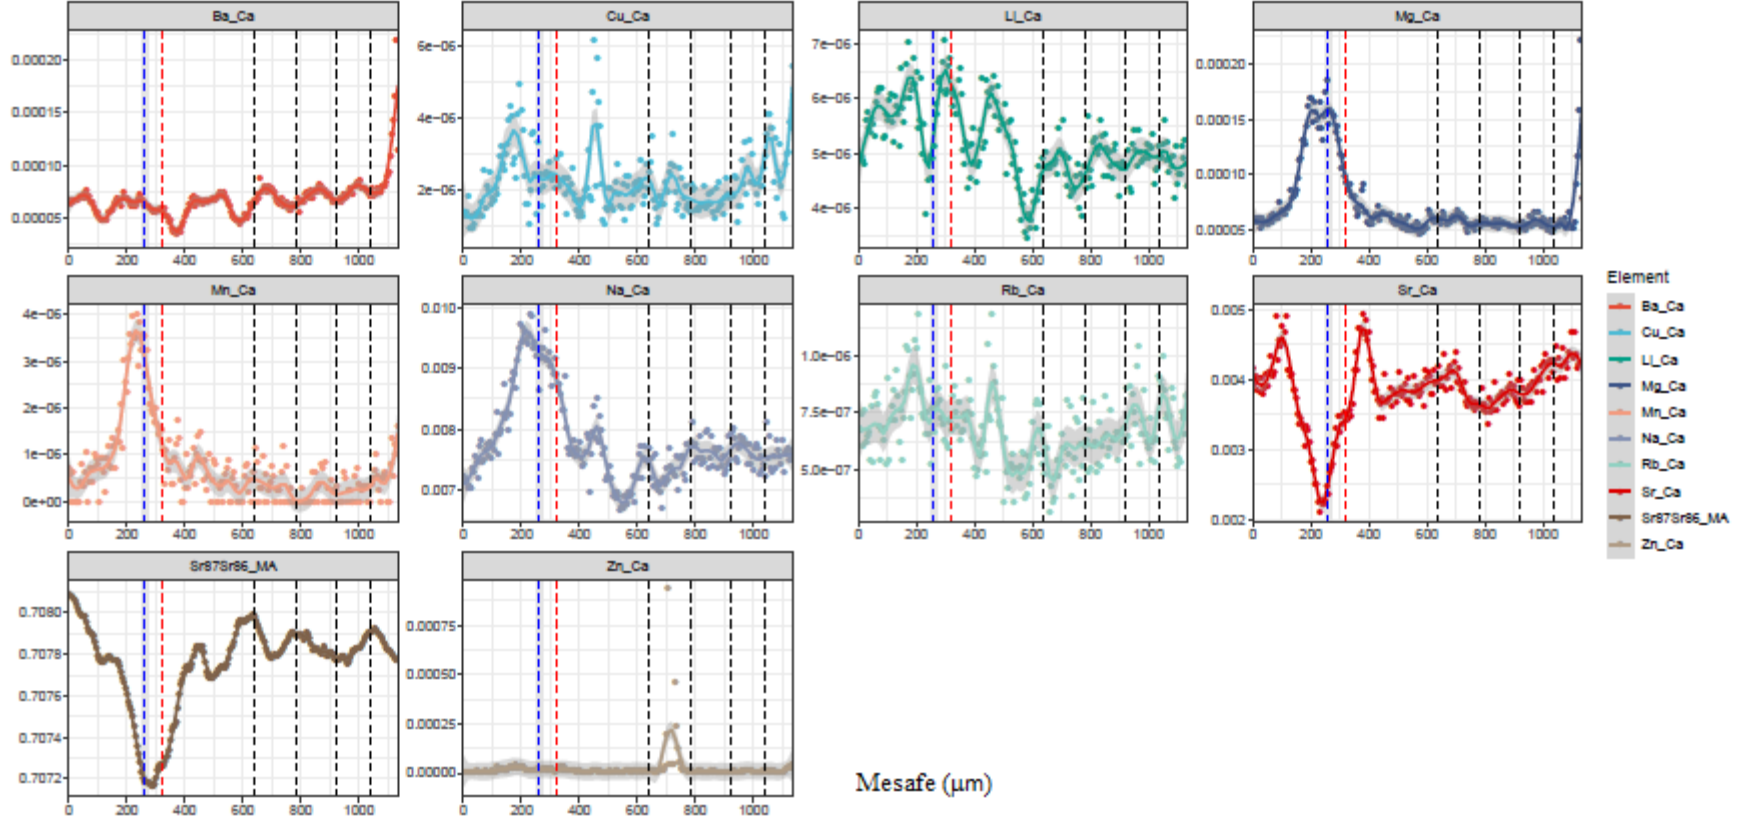 Ba_Ca
Cu_Ca
Li_Ca
Mg_Ca
0.00020
0.00015
0.00010
0.00005
6e-06
4e-06
2e-06
7e-06
6e-06
5e-06
4e-06
0.00020
0.00015
0.00010
0.00005
0 200 400 600 800 1000
0 200 400 600 800 1000
0 200 400 600 800 1000
0 200 400 600 800 1000
Mn_Ca
Na_Ca
Rb_Ca
Sr_Ca
4e-06
3e-06
2e-06
1e-06
0e+00
0.010
0.009
0.008
0.007
1.0e-06
7.5e-07
5.0e-07
0.005
0.004
0.003
0.002
0 200 400 600 800 1000
0 200 400 600 800 1000
0 200 400 600 800 1000
0 200 400 600 800 1000
Sr87Sr86_MA
Zn_Ca
0.7080
0.7078
0.7076
0.7074
0.7072
0.00075
0.00050
0.00025
0.00000
0 200 400 600 800 1000
0 200 400 600 800 1000
Mesafe (µm)
Element
Ba_Ca
Cu_Ca
Li_Ca
Mg_Ca
Mn_Ca
Na_Ca
Rb_Ca
Sr_Ca
Sr87Sr86_MA
Zn_Ca